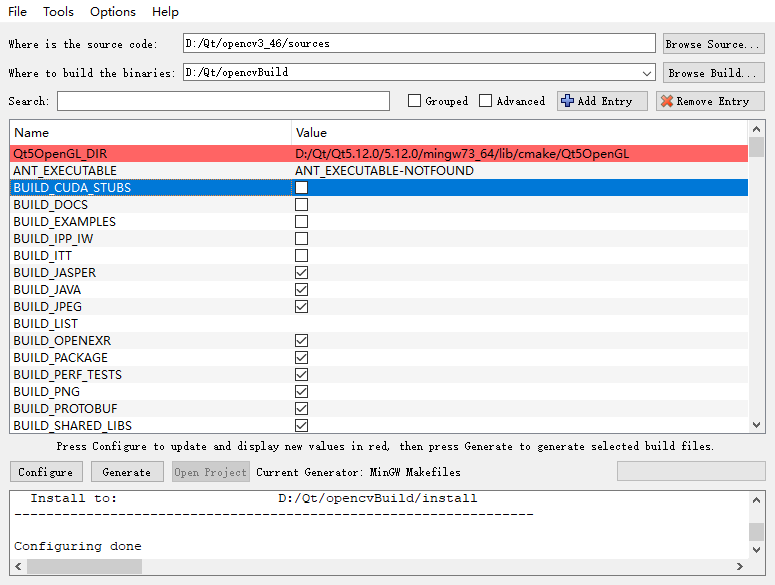 File Tools Options Help
Where is the source code: D:/Qt/opencv3_46/sources Browse Source...
Where to build the binaries: D:/Qt/opencvBuild Browse Build...
Search: Grouped Advanced Add Entry Remove Entry
Name Value
Qt5OpenGL_DIR D:/Qt/Qt5.12.0/5.12.0/mingw73_64/lib/cmake/Qt5OpenGL
ANT_EXECUTABLE ANT_EXECUTABLE-NOTFOUND
BUILD_CUDA_STUBS
BUILD_DOCS
BUILD_EXAMPLES
BUILD_IPP_IW
BUILD_ITT
BUILD_JASPER
BUILD_JAVA
BUILD_JPEG
BUILD_LIST
BUILD_OPENEXR
BUILD_PACKAGE
BUILD_PERF_TESTS
BUILD_PNG
BUILD_PROTOBUF
BUILD_SHARED_LIBS
Press Configure to update and display new values in red, then press Generate to generate selected build files.
Configure Generate Open Project Current Generator: MinGW Makefiles
Install to: D:/Qt/opencvBuild/install
-----------------------------------------------------------------
Configuring done